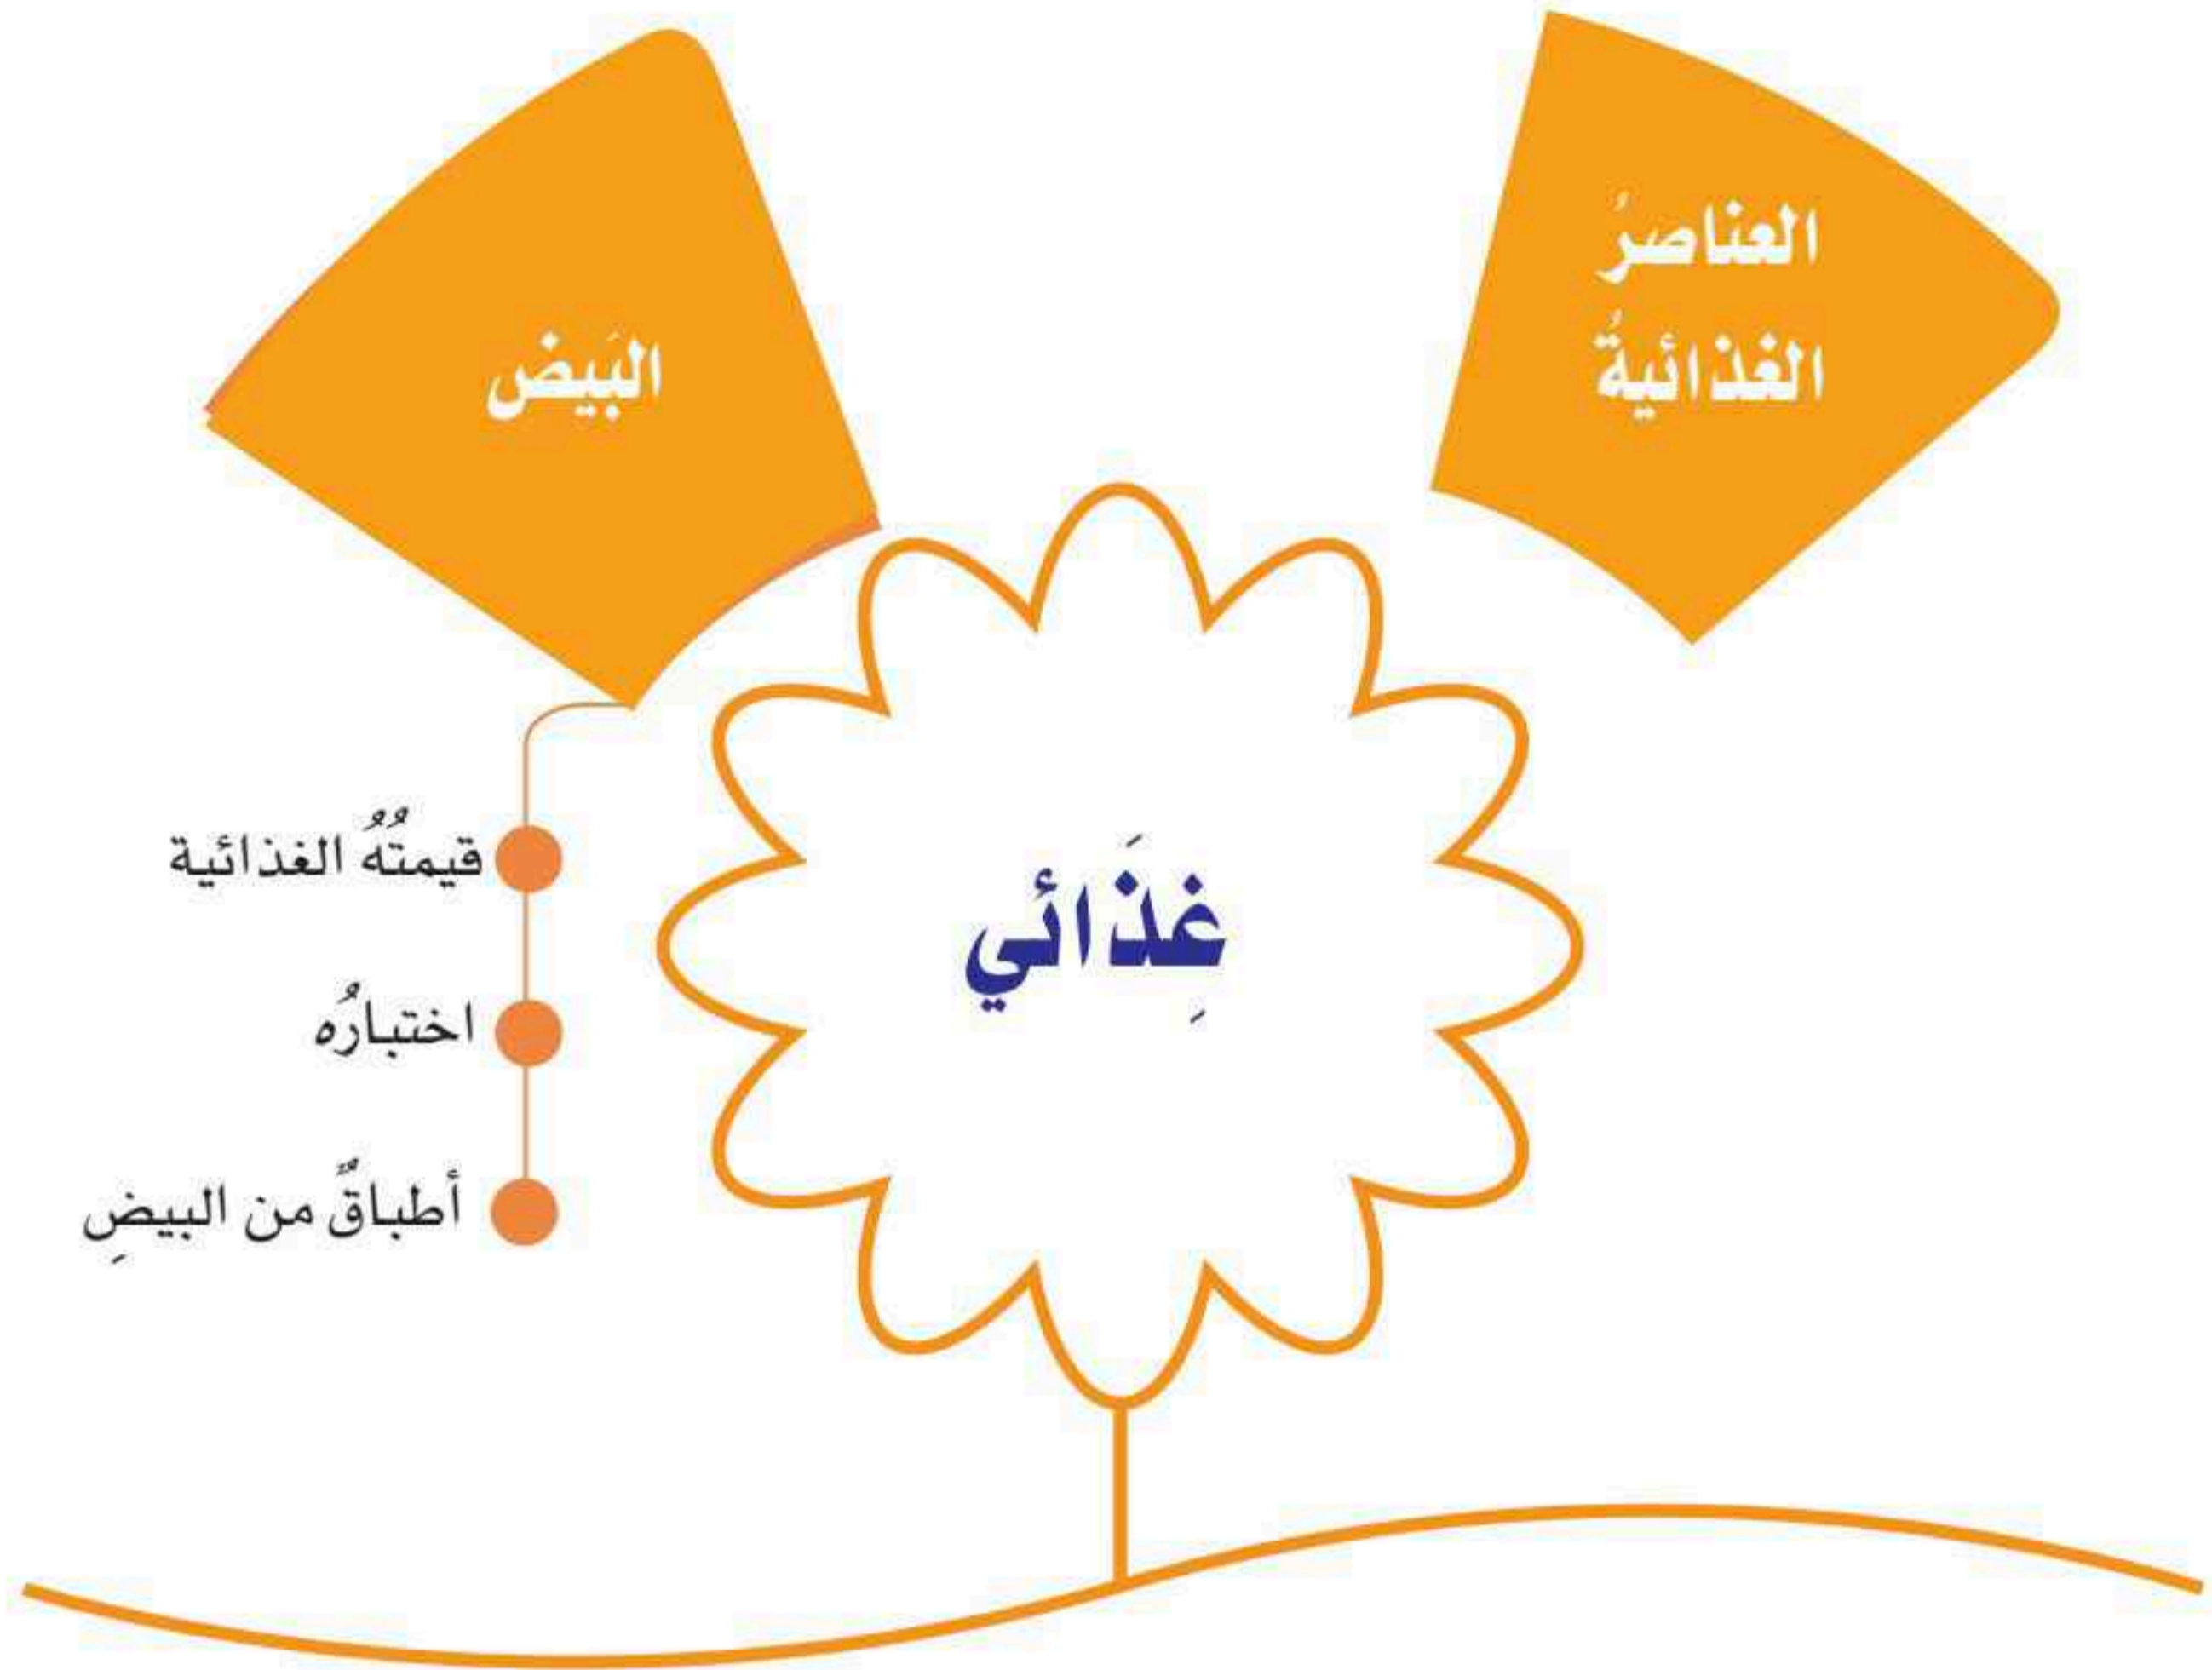 العناصرُ
الغذائيةُ
البَيض
غِذَائي
قيمتُهُ الغذائية
اختبارُه
أطباقٌ من البيضِ